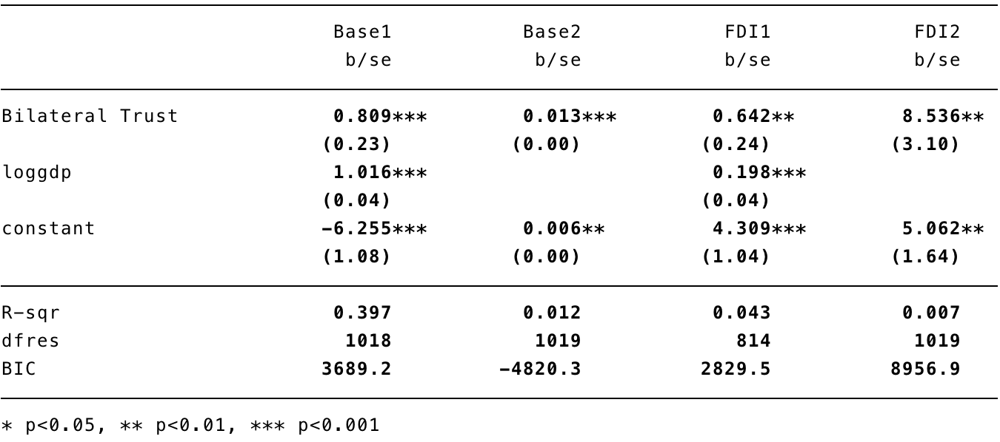 Base1 Base2 FDI1 FDI2
b/se b/se b/se b/se
Bilateral Trust 0.809*** 0.013*** 0.642** 8.536**
(0.23) (0.00) (0.24) (3.10)
loggdp 1.016*** 0.198***
(0.04) (0.04)
constant -6.255*** 0.006** 4.309*** 5.062**
(1.08) (0.00) (1.04) (1.64)
R-sqr 0.397 0.012 0.043 0.007
dfres 1018 1019 814 1019
BIC 3689.2 -4820.3 2829.5 8956.9
* p<0.05, ** p<0.01, *** p<0.001